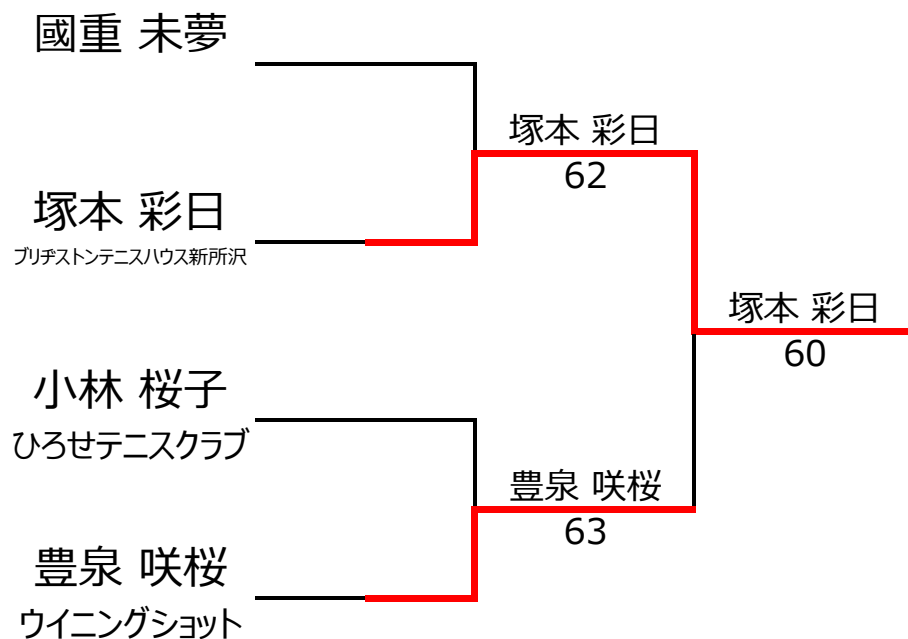 國重 未夢
塚本 彩日
62
塚本 彩日
ブリヂストンテニスハウス新所沢
塚本 彩日
60
小林 桜子
ひろせテニスクラブ
豊泉 咲桜
63
豊泉 咲桜
ウイニングショット